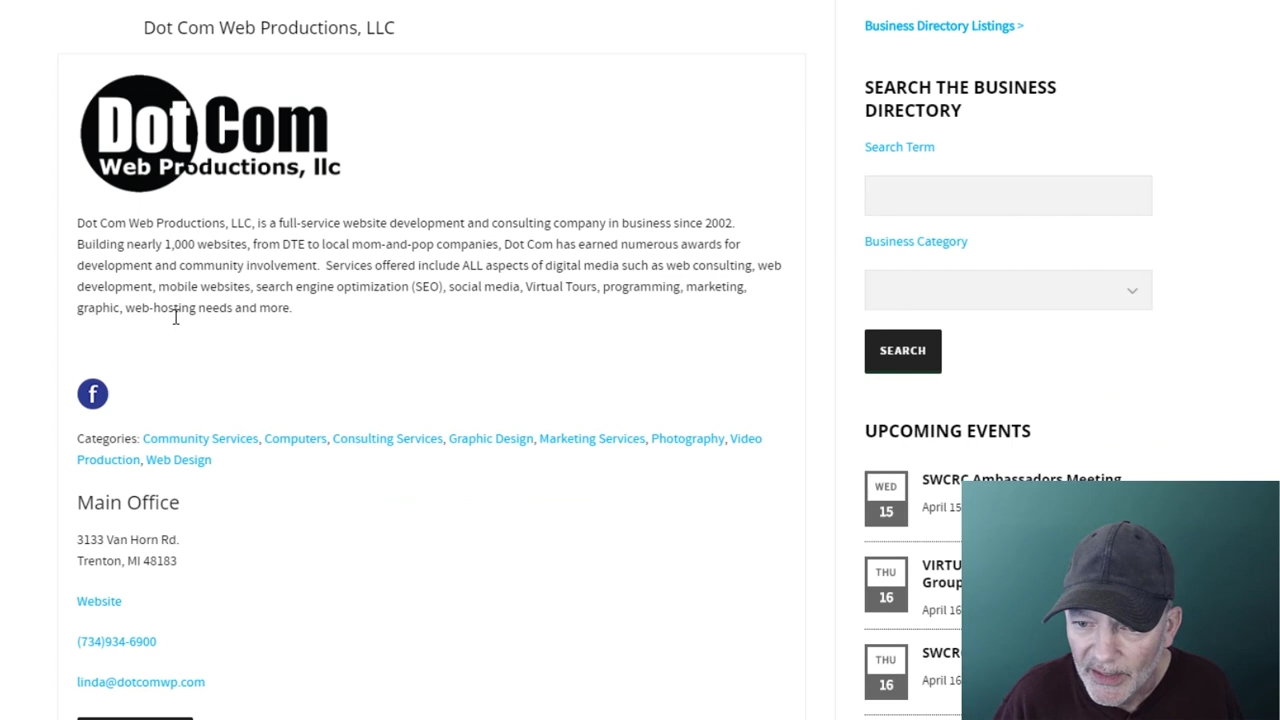 Dot Com Web Productions, LLC
Dot Com
Web Productions, llc
Dot Com Web Productions, LLC, is a full-service website development and consulting company in business since 2002.
Building nearly 1,000 websites, from DTE to local mom-and-pop companies, Dot Com has earned numerous awards for
development and community involvement.  Services offered include ALL aspects of digital media such as web consulting, web
development, mobile websites, search engine optimization (SEO), social media, Virtual Tours, programming, marketing,
graphic, web-hosting needs and more.
f
Categories: Community Services, Computers, Consulting Services, Graphic Design, Marketing Services, Photography, Video
Production, Web Design
Main Office
3133 Van Horn Rd.
Trenton, MI 48183
Website
(734)934-6900
linda@dotcomwp.com
Business Directory Listings >
SEARCH THE BUSINESS
DIRECTORY
Search Term
Business Category
SEARCH
UPCOMING EVENTS
WED
15
SWCRC Ambassadors Meeting
April 15
THU
16
VIRTU
Group
April 16
THU
16
SWCR
April 16